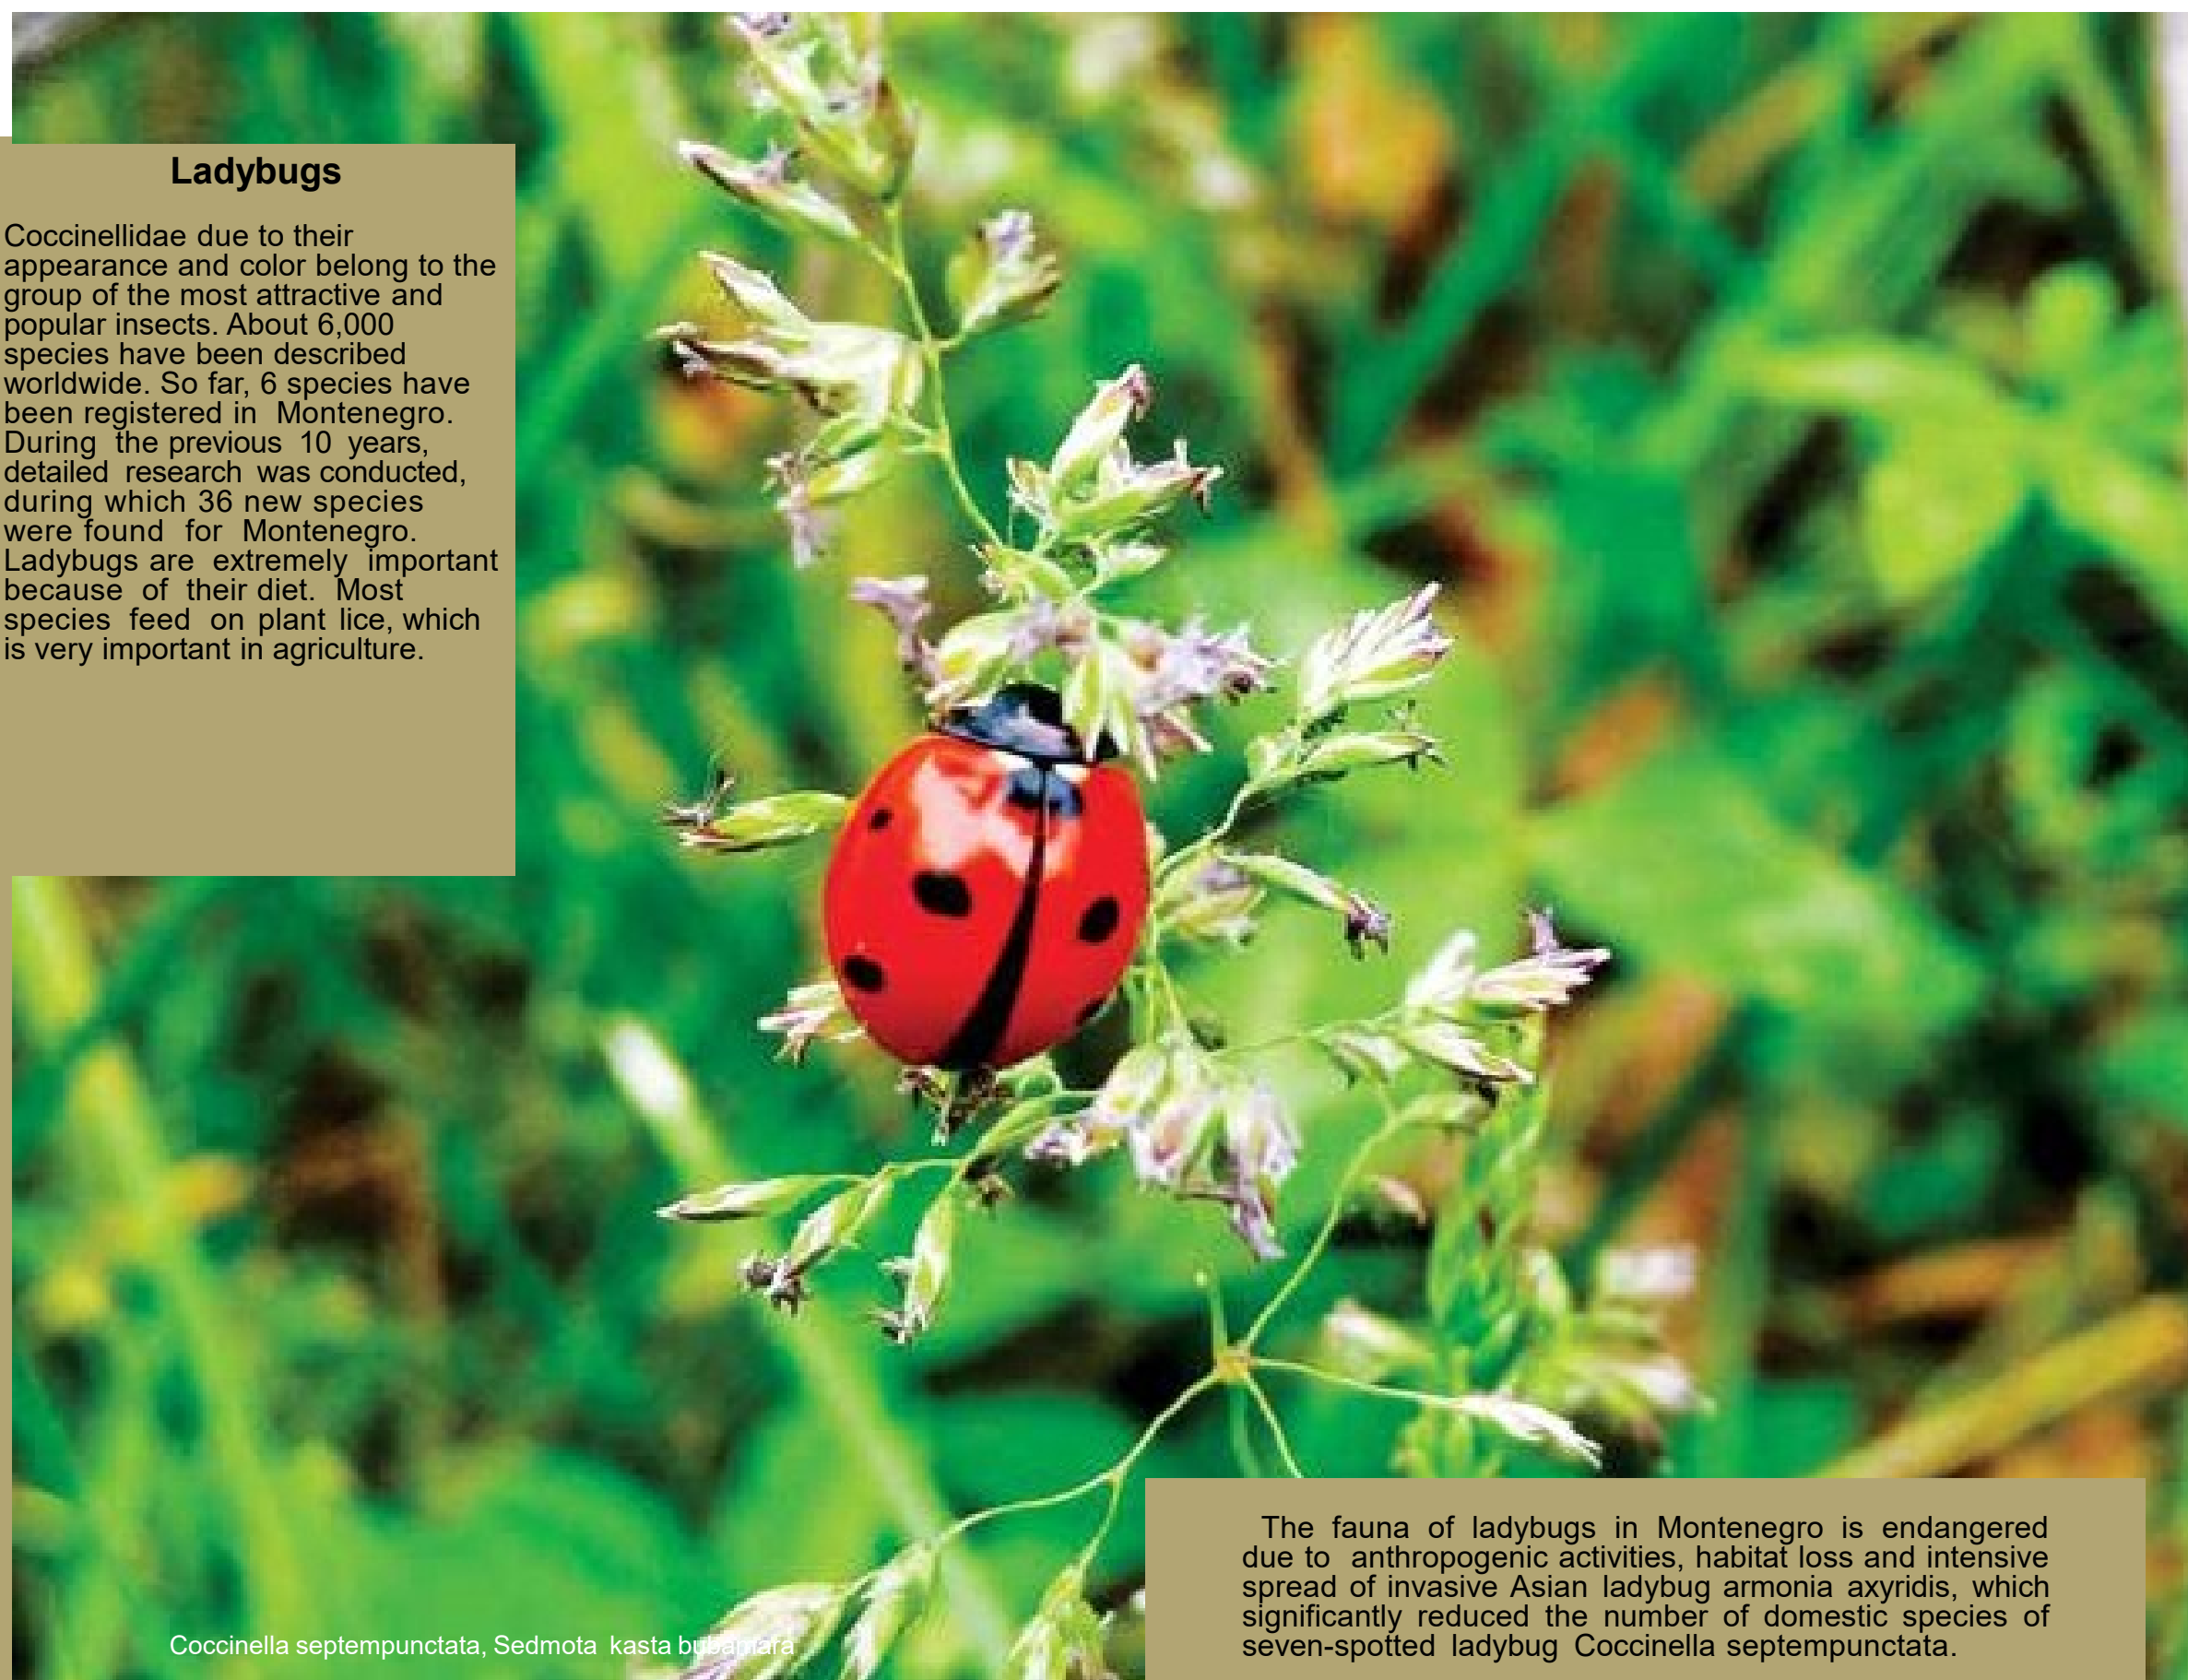 Ladybugs
Coccinellidae due to their
appearance and color belong to the
group of the most attractive and
popular insects. About 6,000
species have been described
worldwide. So far, 6 species have
been registered in Montenegro.
During the previous 10 years,
detailed research was conducted,
during which 36 new species
were found for Montenegro.
Ladybugs are extremely important
because of their diet. Most
species feed on plant lice, which
is very important in agriculture.
The fauna of ladybugs in Montenegro is endangered
due to anthropogenic activities, habitat loss and intensive
spread of invasive Asian ladybug armonia axyridis, which
significantly reduced the number of domestic species of
seven-spotted ladybug Coccinella septempunctata.
Coccinella septempunctata, Sedmota kasta bubamara